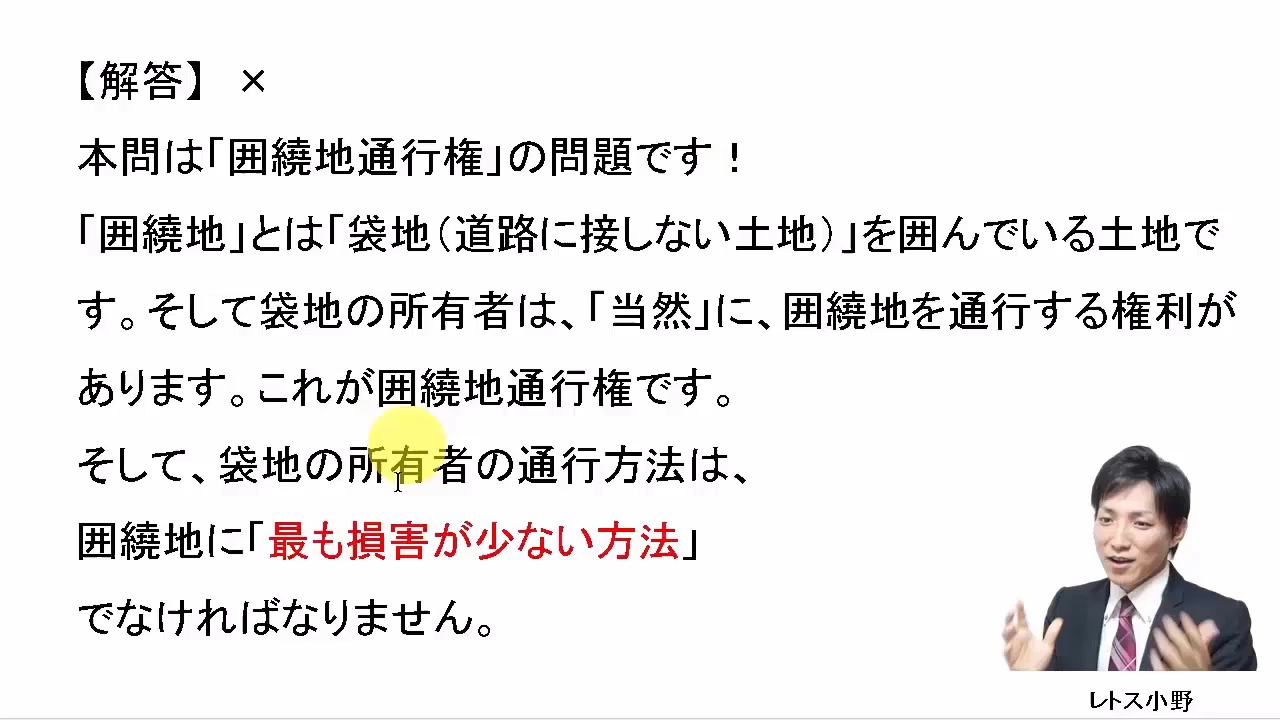 【解答】 ×
本問は「囲繞地通行権」の問題です！
「囲繞地」とは「袋地（道路に接しない土地）」を囲んでいる土地で
す。そして袋地の所有者は、「当然」に、囲繞地を通行する権利が
あります。これが囲繞地通行権です。
そして、袋地の所有者の通行方法は、
囲繞地に「最も損害が少ない方法」
でなければなりません。
レトス小野